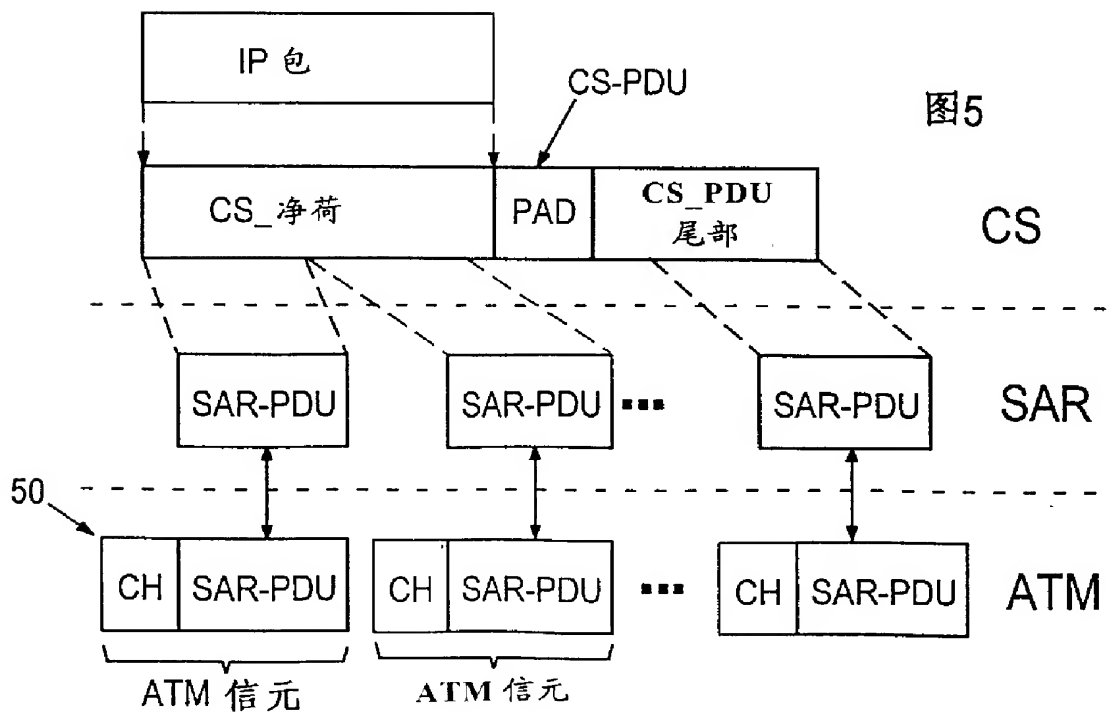 IP 包
CS-PDU
图5
CS_净荷
PAD
CS_PDU
尾部
CS
SAR-PDU
SAR-PDU
SAR-PDU
SAR
50
CH
SAR-PDU
CH
SAR-PDU
CH
SAR-PDU
ATM
ATM 信元
ATM 信元